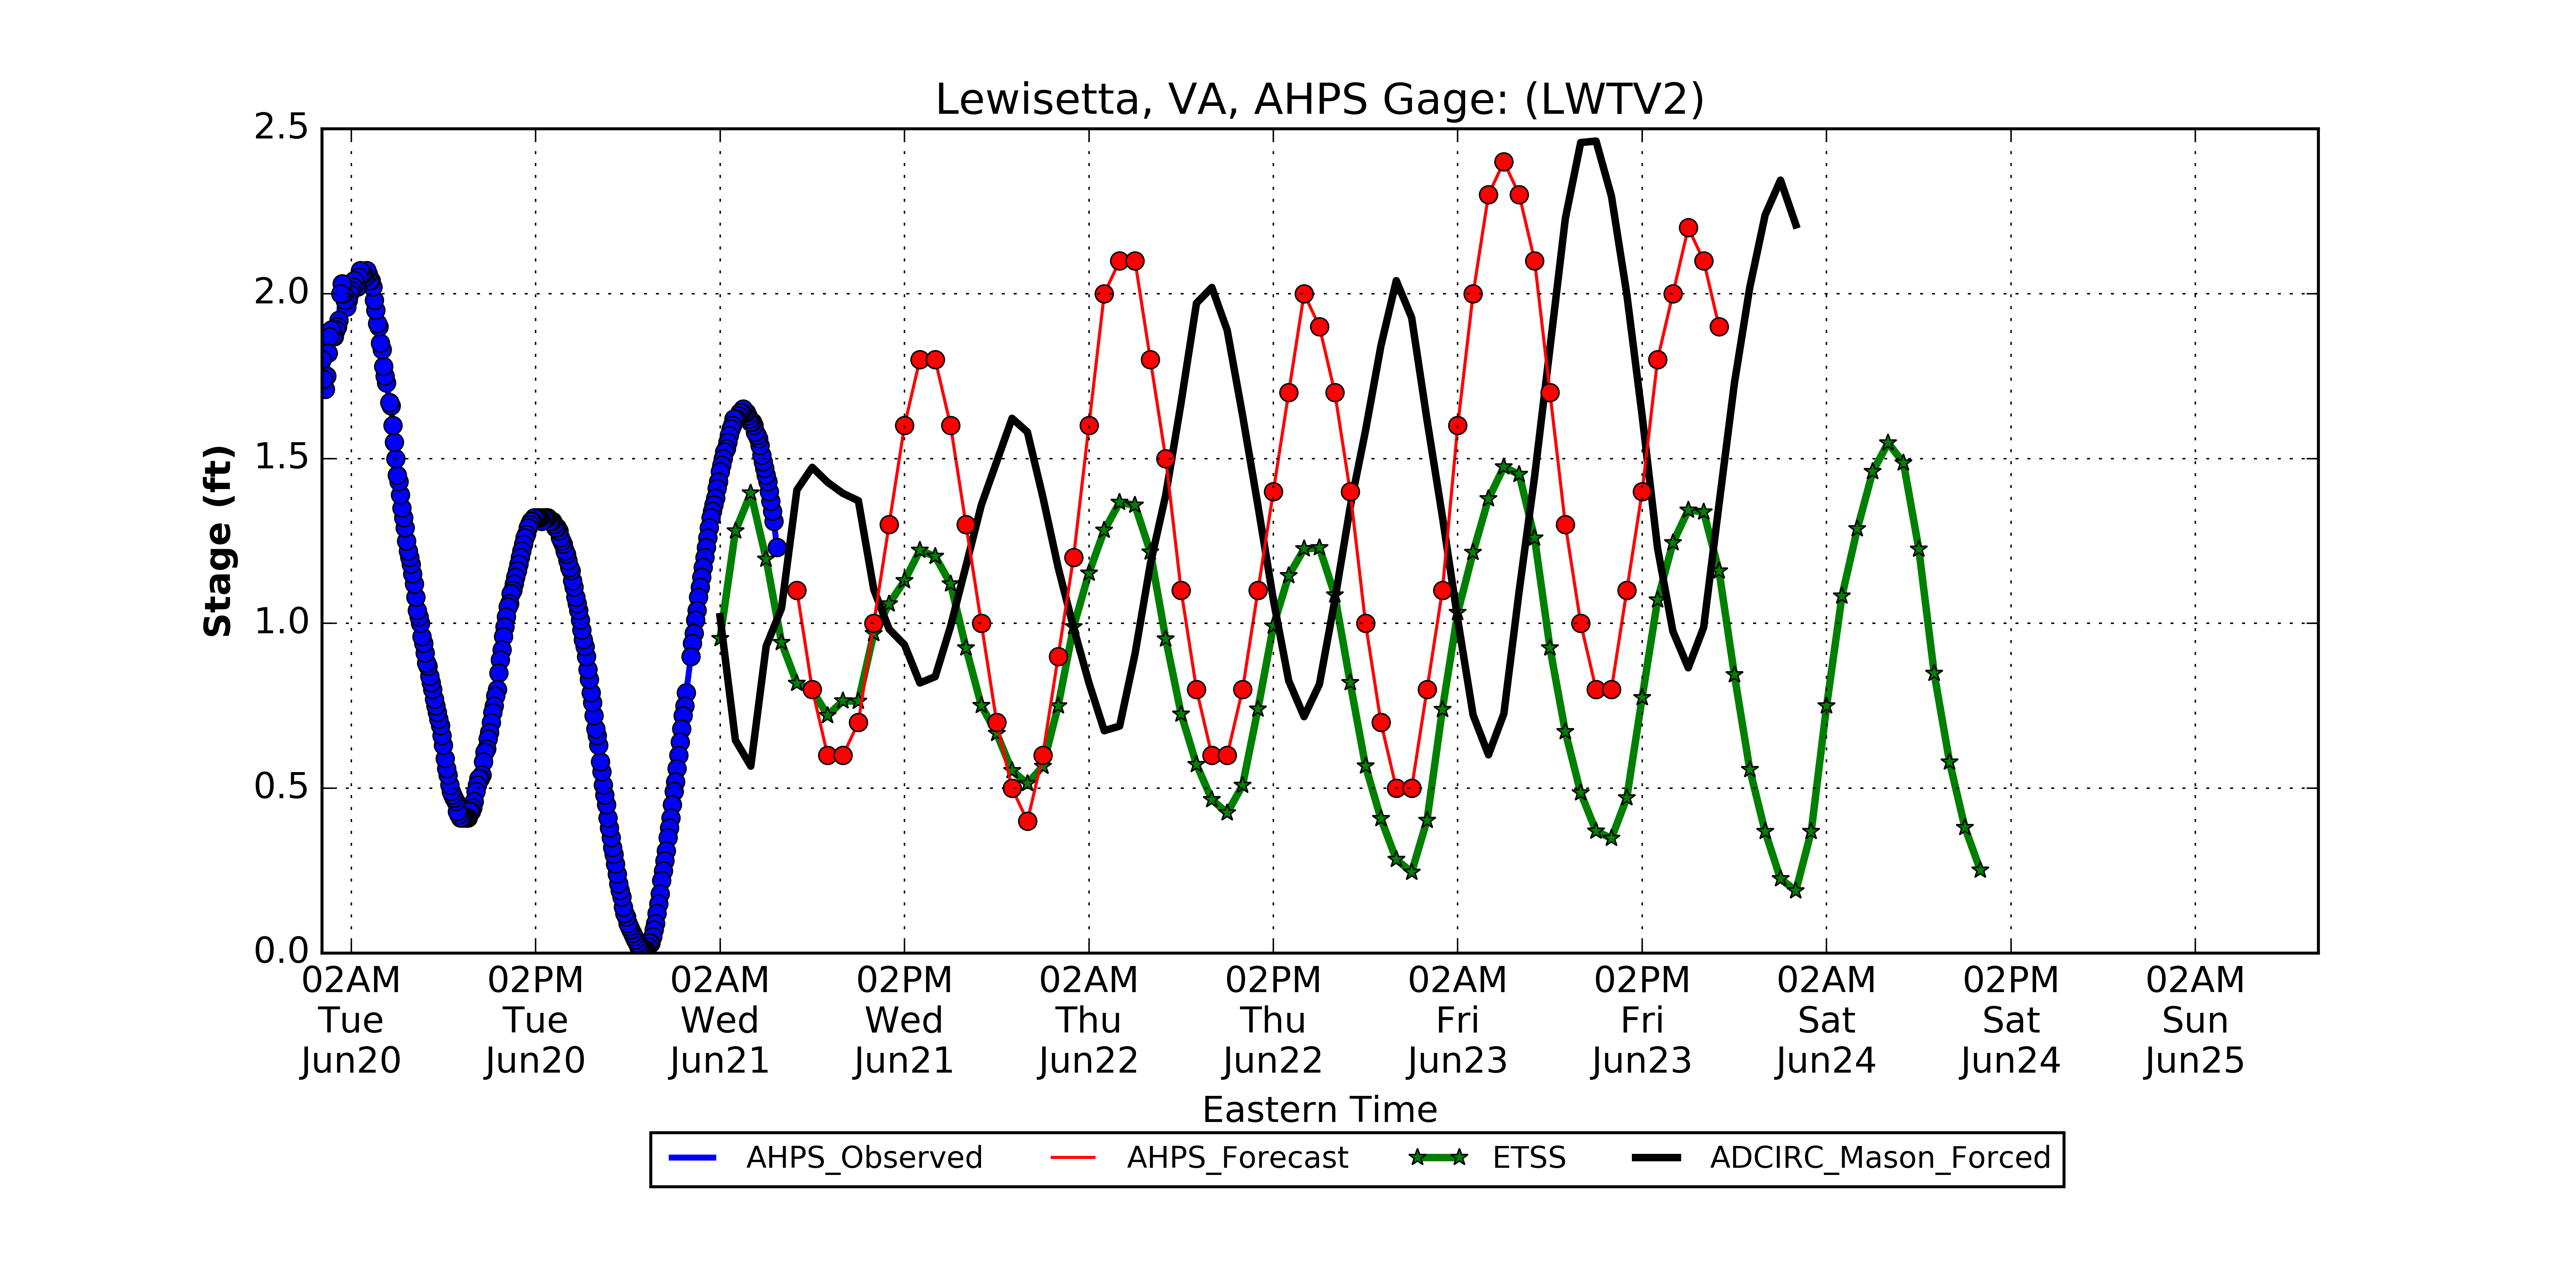 Lewisetta, VA, AHPS Gage: (LWTV2)
2.5
2.0
1.5
1.0
0.5
0.0
Stage (ft)
02AM 02PM 02AM 02PM 02AM 02PM 02AM 02PM 02AM 02PM 02AM
Tue Tue Wed Wed Thu Thu Fri Fri Sat Sat Sun
Jun20 Jun20 Jun21 Jun21 Jun22 Jun22 Jun23 Jun23 Jun24 Jun24 Jun25
Eastern Time
AHPS_Observed AHPS_Forecast ETSS ADCIRC_Mason_Forced